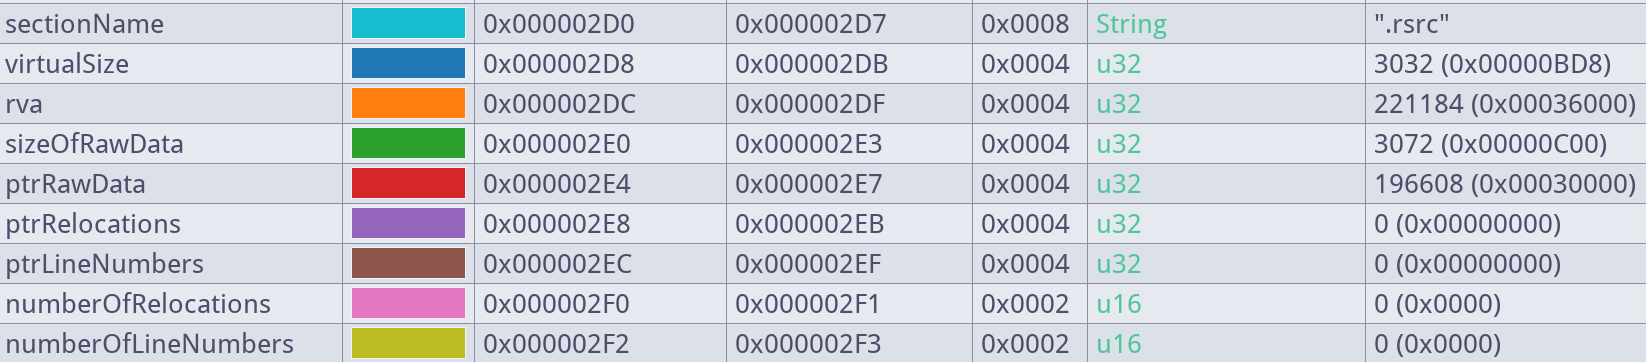 sectionName 0x000002D0 0x000002D7 0x0008 String ".rsrc"
virtualSize 0x000002D8 0x000002DB 0x0004 u32 3032 (0x00000BD8)
rva 0x000002DC 0x000002DF 0x0004 u32 221184 (0x00036000)
sizeOfRawData 0x000002E0 0x000002E3 0x0004 u32 3072 (0x00000C00)
ptrRawData 0x000002E4 0x000002E7 0x0004 u32 196608 (0x00030000)
ptrRelocations 0x000002E8 0x000002EB 0x0004 u32 0 (0x00000000)
ptrLineNumbers 0x000002EC 0x000002EF 0x0004 u32 0 (0x00000000)
numberOfRelocations 0x000002F0 0x000002F1 0x0002 u16 0 (0x0000)
numberOfLineNumbers 0x000002F2 0x000002F3 0x0002 u16 0 (0x0000)